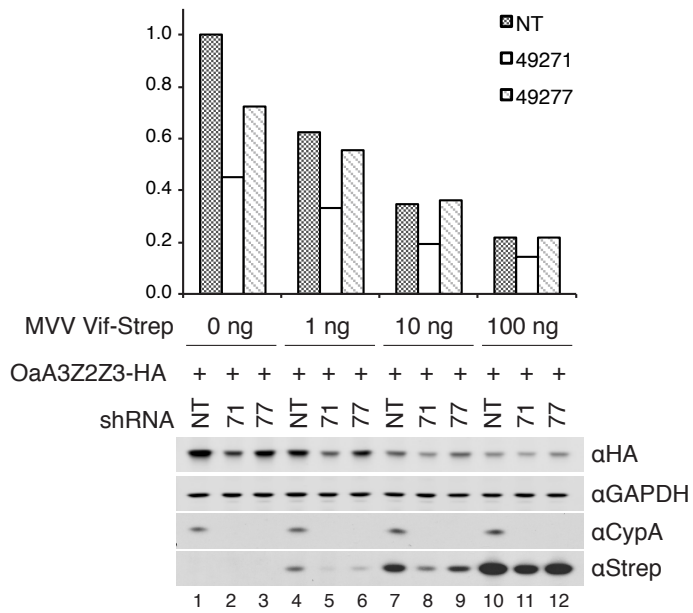 1.0
NT
49271
0.8
49277
0.6
0.4
0.2
0.0
MVV Vif-Strep 0 ng 1 ng 10 ng 100 ng
OaA3Z2Z3-HA + + + + + + + + + + + +
shRNA NT 71 77 NT 71 77 NT 71 77 NT 71 77
αHA
αGAPDH
αCypA
αStrep
1 2 3 4 5 6 7 8 9 10 11 12